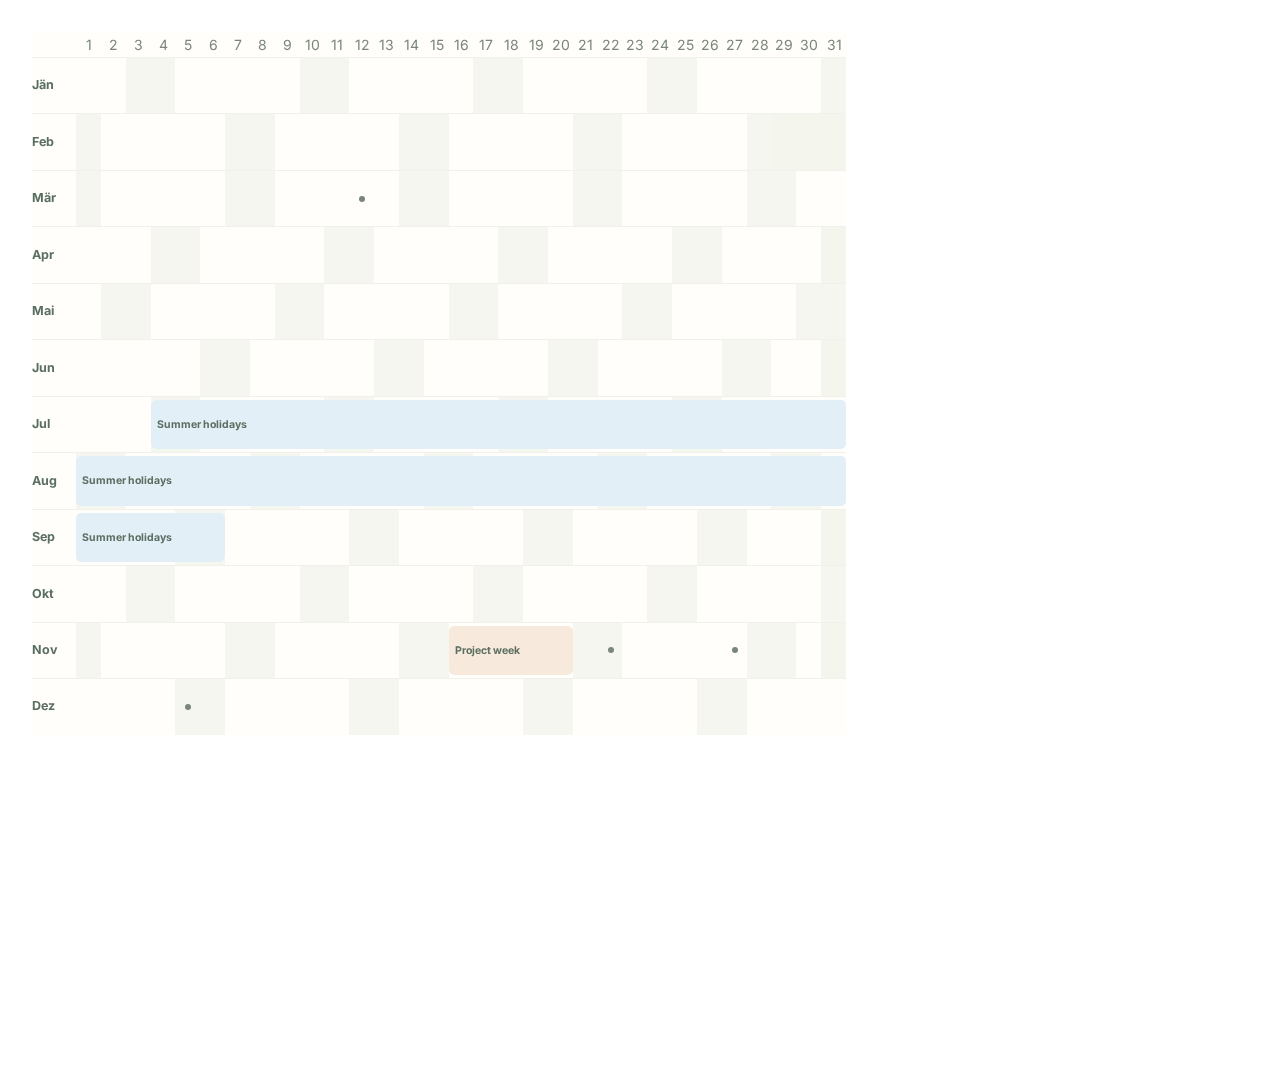 1 2 3 4 5 6 7 8 9 10 11 12 13 14 15 16 17 18 19 20 21 22 23 24 25 26 27 28 29 30 31
Jän
Feb
Mär
Apr
Mai
Jun
Jul Summer holidays
Aug Summer holidays
Sep Summer holidays
Okt
Nov Project week
Dez